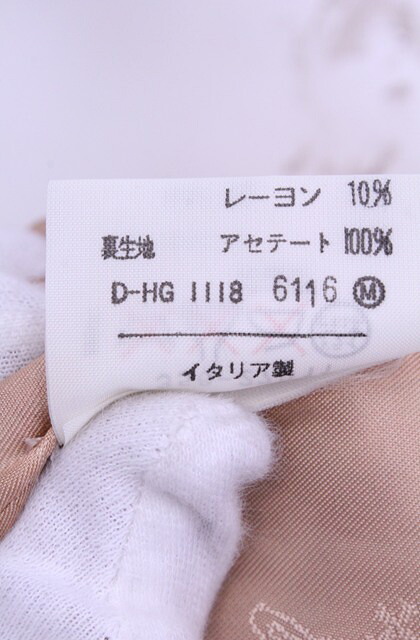 レーヨン 10%
裏生地 アセテート 100%
D-HG 1118 6116 Ⓜ
イタリア製